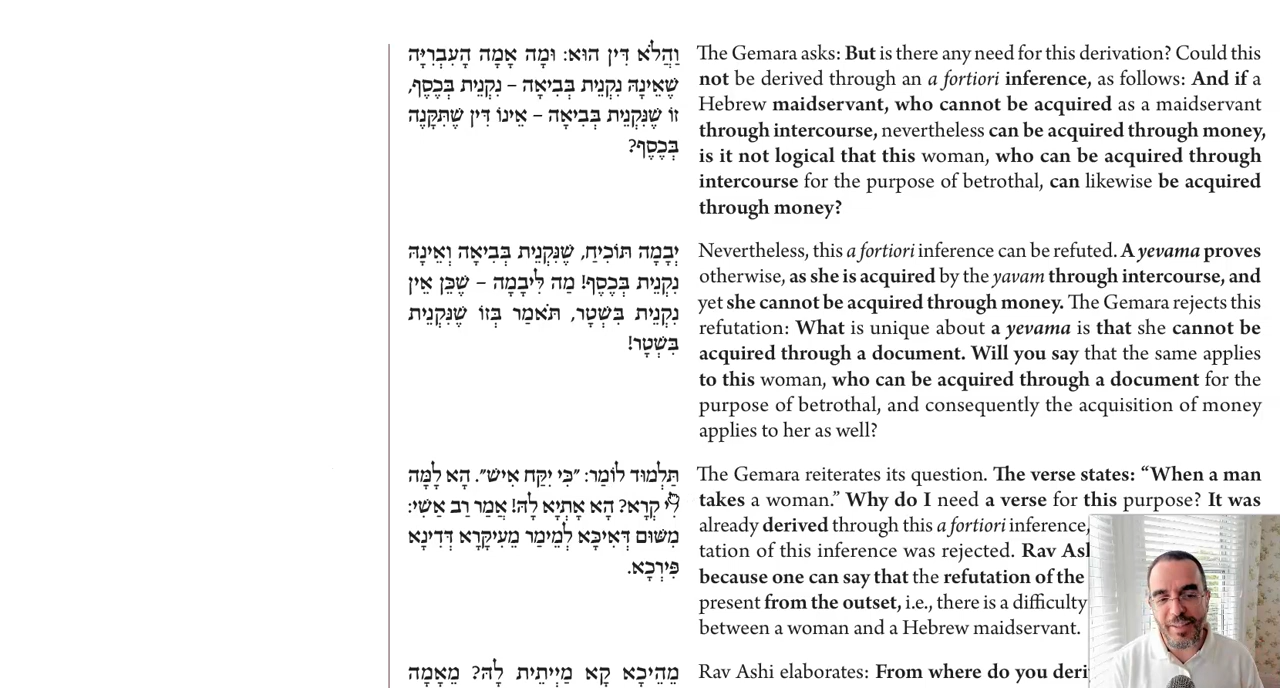 וַהֲלֹא דִּין הוּא: וּמָה אָמָה הָעִבְרִיָּה
שֶׁאֵינָהּ נִקְנֵית בְּבִיאָה – נִקְנֵית בְּכֶסֶף,
זוֹ שֶׁנִּקְנֵית בְּבִיאָה – אֵינוֹ דִּין שֶׁתִּקָּנֶה
בְּכֶסֶף?
The Gemara asks: But is there any need for this derivation? Could this
not be derived through an a fortiori inference, as follows: And if a
Hebrew maidservant, who cannot be acquired as a maidservant
through intercourse, nevertheless can be acquired through money,
is it not logical that this woman, who can be acquired through
intercourse for the purpose of betrothal, can likewise be acquired
through money?
יְבָמָה תּוֹכִיחַ, שֶׁנִּקְנֵית בְּבִיאָה וְאֵינָהּ
נִקְנֵית בְּכֶסֶף! מַה לִּיבָמָה – שֶׁכֵּן אֵין
נִקְנֵית בִּשְׁטָר, תֹּאמַר בְּזוֹ שֶׁנִּקְנֵית
בִּשְׁטָר!
Nevertheless, this a fortiori inference can be refuted. A yevama proves
otherwise, as she is acquired by the yavam through intercourse, and
yet she cannot be acquired through money. The Gemara rejects this
refutation: What is unique about a yevama is that she cannot be
acquired through a document. Will you say that the same applies
to this woman, who can be acquired through a document for the
purpose of betrothal, and consequently the acquisition of money
applies to her as well?
תַּלְמוּד לוֹמַר: ״כִּי יִקַּח אִישׁ״. הָא לָמָּה
לִי קְרָא? הָא אָתְיָא לַהּ! אֲמַר רַב אַשִׁי:
מִשּׁוּם דְּאִיכָּא לְמֵימַר מֵעִיקָּרָא דְּדִינָא
פִּירְכָא.
The Gemara reiterates its question. The verse states: “When a man
takes a woman.” Why do I need a verse for this purpose? It was
already derived through this a fortiori inference,
tation of this inference was rejected. Rav
because one can say that the refutation of the
present from the outset, i.e., there is a difficulty
between a woman and a Hebrew maidservant.
מֵהֵיכָא קָא מַיְיתֵית לַהּ? מֵאָמָה
Rav Ashi elaborates: From where do you